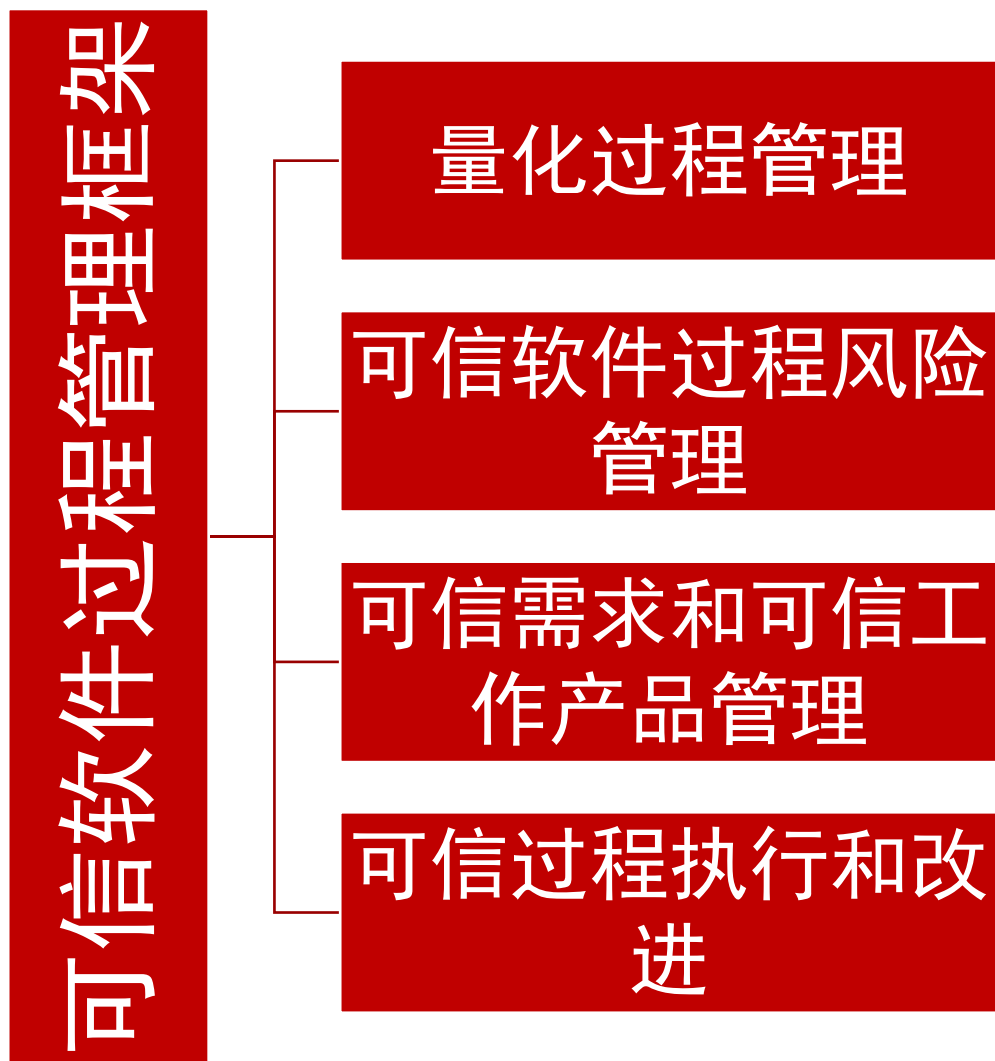 可信软件过程管理框架
量化过程管理
可信软件过程风险
管理
可信需求和可信工
作产品管理
可信过程执行和改
进